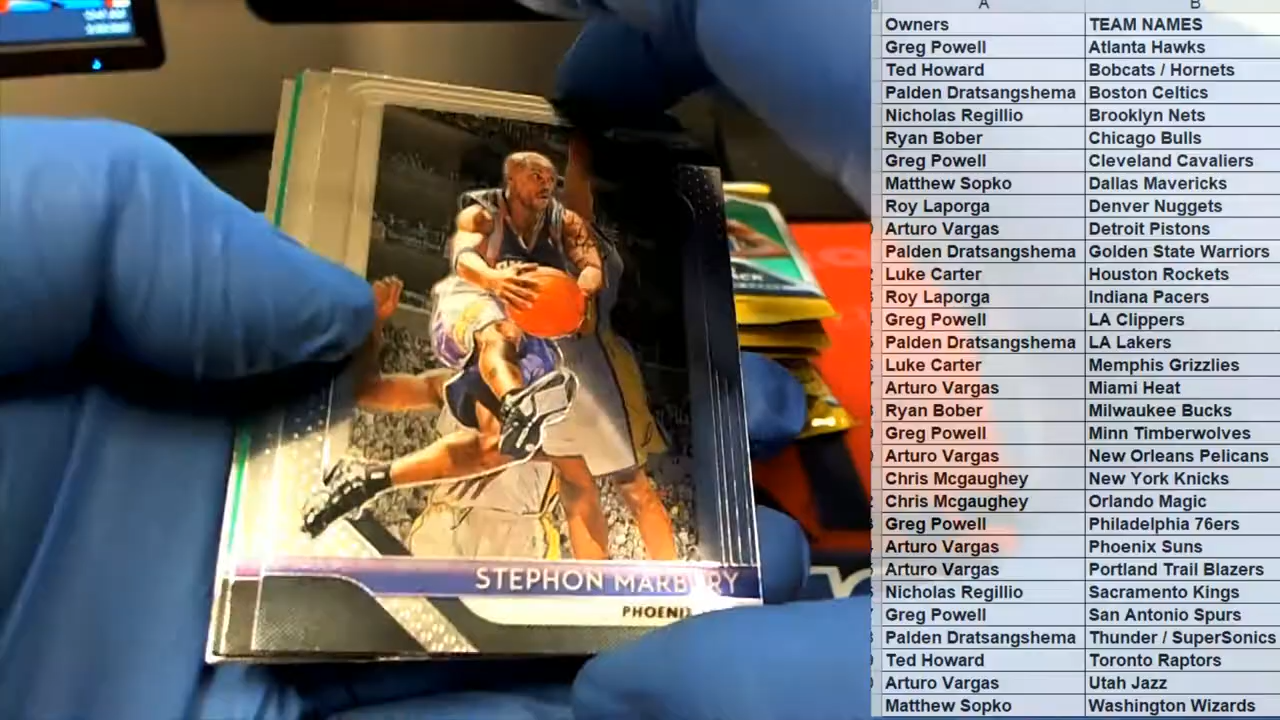 STEPHON MARBURY
PHOENIX
A B
Owners TEAM NAMES
Greg Powell Atlanta Hawks
Ted Howard Bobcats / Hornets
Palden Dratsangshema Boston Celtics
Nicholas Regillio Brooklyn Nets
Ryan Bober Chicago Bulls
Greg Powell Cleveland Cavaliers
Matthew Sopko Dallas Mavericks
Roy Laporga Denver Nuggets
Arturo Vargas Detroit Pistons
Palden Dratsangshema Golden State Warriors
Luke Carter Houston Rockets
Roy Laporga Indiana Pacers
Greg Powell LA Clippers
Palden Dratsangshema LA Lakers
Luke Carter Memphis Grizzlies
Arturo Vargas Miami Heat
Ryan Bober Milwaukee Bucks
Greg Powell Minn Timberwolves
Arturo Vargas New Orleans Pelicans
Chris Mcgaughey New York Knicks
Chris Mcgaughey Orlando Magic
Greg Powell Philadelphia 76ers
Arturo Vargas Phoenix Suns
Arturo Vargas Portland Trail Blazers
Nicholas Regillio Sacramento Kings
Greg Powell San Antonio Spurs
Palden Dratsangshema Thunder / SuperSonics
Ted Howard Toronto Raptors
Arturo Vargas Utah Jazz
Matthew Sopko Washington Wizards